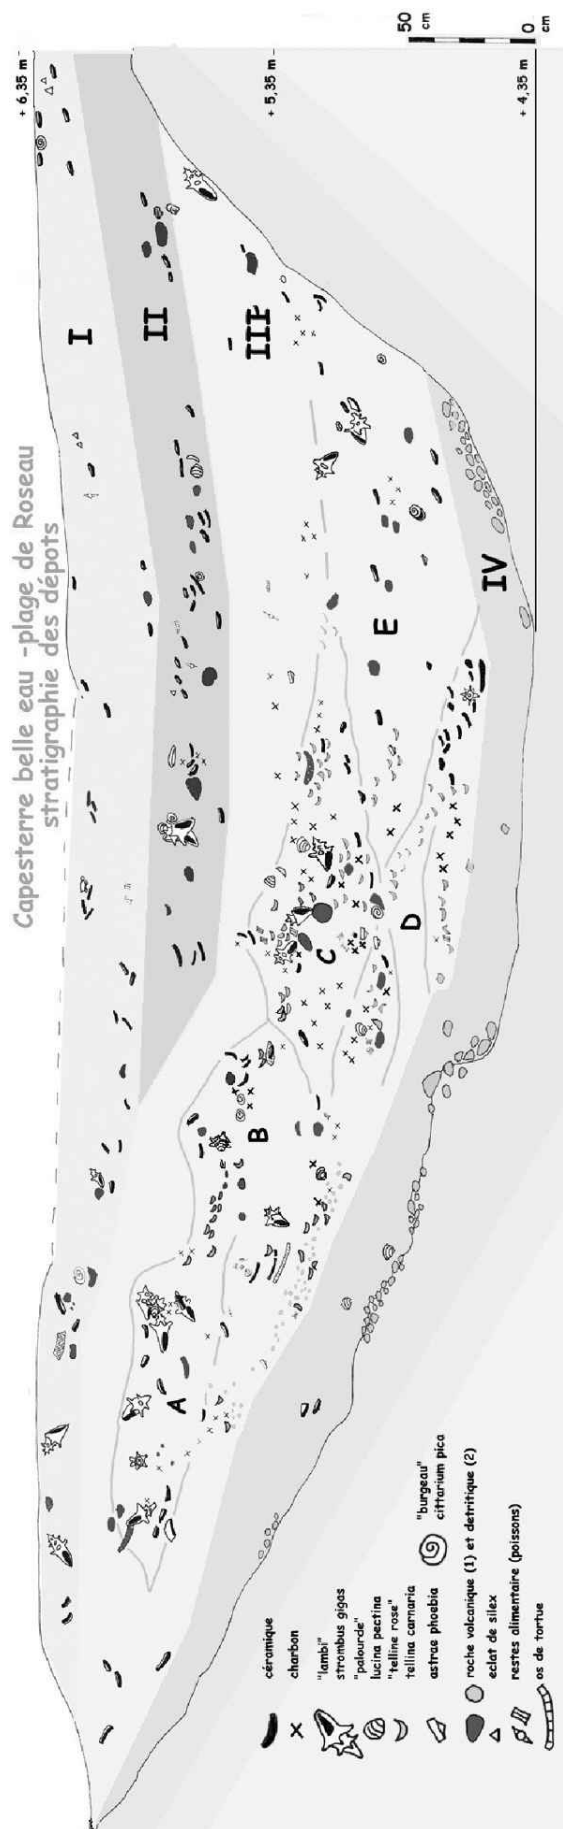 Capesterre belle eau -plage de Roseau
stratigraphie des dépots
+ 6,35 m
+ 5,35 m
+ 4,35 m
50
0
cm
cm
I
II
III
IV
A
B
C
D
E
céramique
charbon
"lambi"
strombus gigas
"palourde"
lucina pectina
"telline rose"
tellina carnaria
astrae phoebia
"burgeau"
cittarium pica
roche volcanique (1) et detritique (2)
eclat de silex
restes alimentaire (poissons)
os de tortue